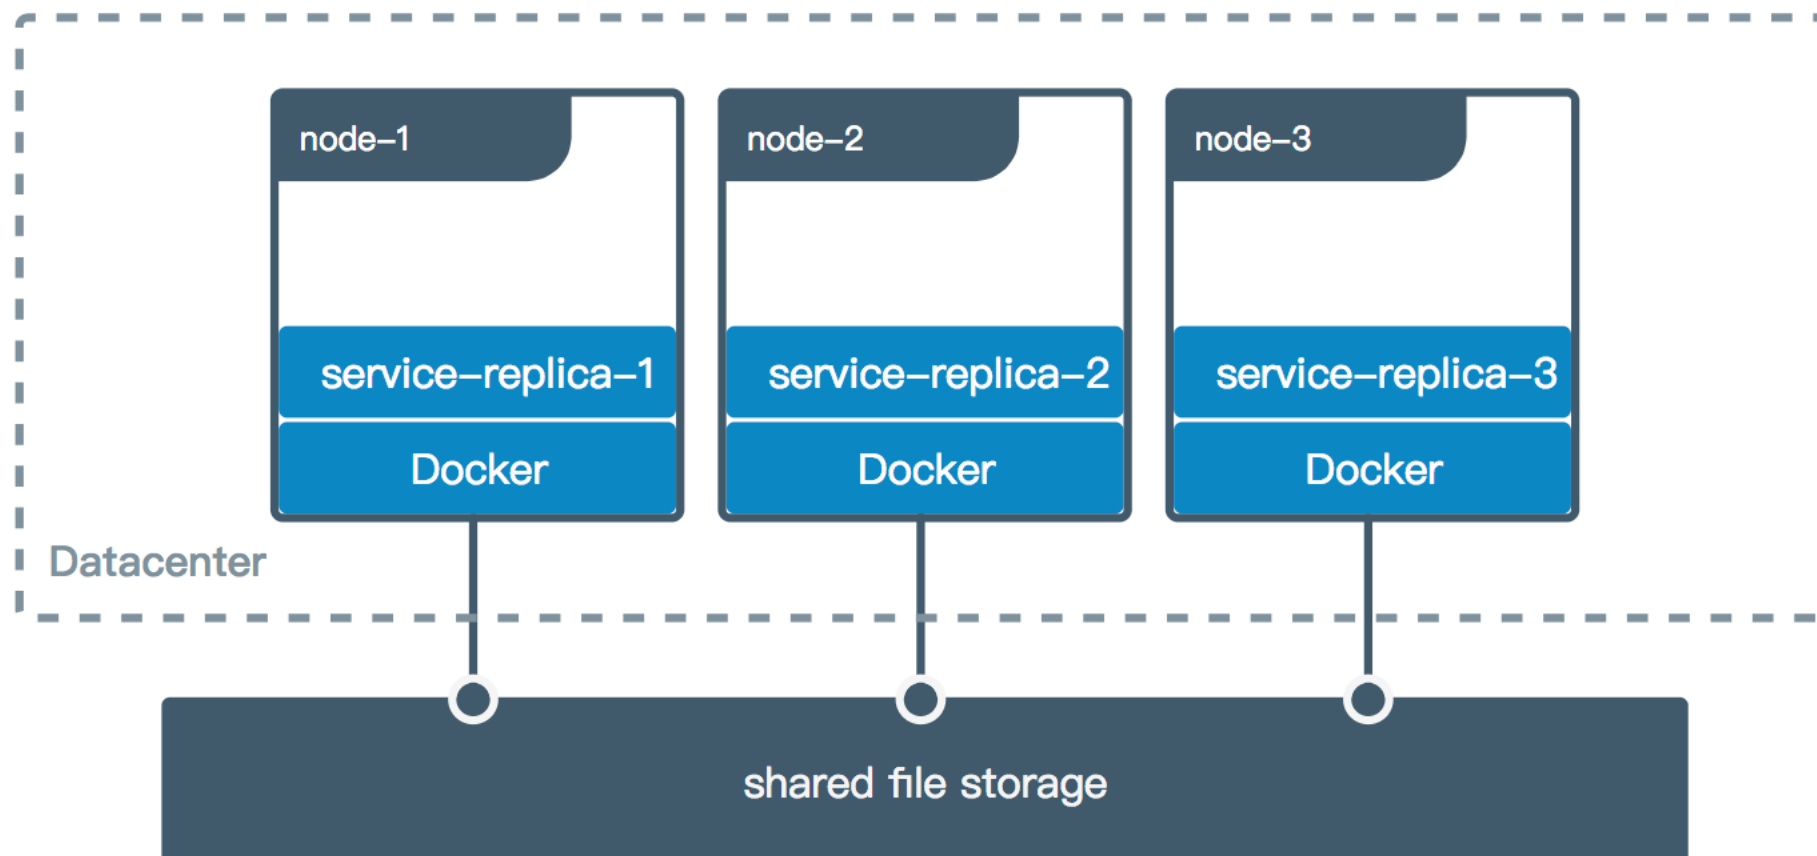 node-1
node-2
node-3
service-replica-1
service-replica-2
service-replica-3
Docker
Docker
Docker
Datacenter
shared file storage